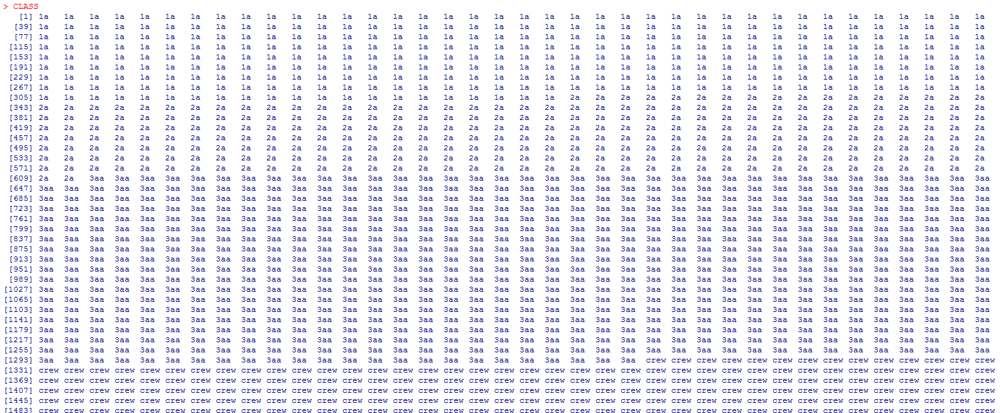 > CLASS
[1] 1a 1a 1a 1a 1a 1a 1a 1a 1a 1a 1a 1a 1a 1a 1a 1a 1a 1a 1a 1a 1a 1a 1a 1a 1a 1a 1a 1a 1a 1a 1a 1a 1a 1a 1a 1a 1a 1a
[39] 1a 1a 1a 1a 1a 1a 1a 1a 1a 1a 1a 1a 1a 1a 1a 1a 1a 1a 1a 1a 1a 1a 1a 1a 1a 1a 1a 1a 1a 1a 1a 1a 1a 1a 1a 1a 1a 1a
[77] 1a 1a 1a 1a 1a 1a 1a 1a 1a 1a 1a 1a 1a 1a 1a 1a 1a 1a 1a 1a 1a 1a 1a 1a 1a 1a 1a 1a 1a 1a 1a 1a 1a 1a 1a 1a 1a 1a
[115] 1a 1a 1a 1a 1a 1a 1a 1a 1a 1a 1a 1a 1a 1a 1a 1a 1a 1a 1a 1a 1a 1a 1a 1a 1a 1a 1a 1a 1a 1a 1a 1a 1a 1a 1a 1a 1a 1a
[153] 1a 1a 1a 1a 1a 1a 1a 1a 1a 1a 1a 1a 1a 1a 1a 1a 1a 1a 1a 1a 1a 1a 1a 1a 1a 1a 1a 1a 1a 1a 1a 1a 1a 1a 1a 1a 1a 1a
[191] 1a 1a 1a 1a 1a 1a 1a 1a 1a 1a 1a 1a 1a 1a 1a 1a 1a 1a 1a 1a 1a 1a 1a 1a 1a 1a 1a 1a 1a 1a 1a 1a 1a 1a 1a 1a 1a 1a
[229] 1a 1a 1a 1a 1a 1a 1a 1a 1a 1a 1a 1a 1a 1a 1a 1a 1a 1a 1a 1a 1a 1a 1a 1a 1a 1a 1a 1a 1a 1a 1a 1a 1a 1a 1a 1a 1a 1a
[267] 1a 1a 1a 1a 1a 1a 1a 1a 1a 1a 1a 1a 1a 1a 1a 1a 1a 1a 1a 1a 1a 1a 1a 1a 1a 1a 1a 1a 1a 1a 1a 1a 1a 1a 1a 1a 1a 1a
[305] 1a 1a 1a 1a 1a 1a 1a 1a 1a 1a 1a 1a 1a 1a 1a 1a 1a 1a 1a 1a 1a 2a 2a 2a 2a 2a 2a 2a 2a 2a 2a 2a 2a 2a 2a 2a 2a 2a
[343] 2a 2a 2a 2a 2a 2a 2a 2a 2a 2a 2a 2a 2a 2a 2a 2a 2a 2a 2a 2a 2a 2a 2a 2a 2a 2a 2a 2a 2a 2a 2a 2a 2a 2a 2a 2a 2a 2a
[381] 2a 2a 2a 2a 2a 2a 2a 2a 2a 2a 2a 2a 2a 2a 2a 2a 2a 2a 2a 2a 2a 2a 2a 2a 2a 2a 2a 2a 2a 2a 2a 2a 2a 2a 2a 2a 2a 2a
[419] 2a 2a 2a 2a 2a 2a 2a 2a 2a 2a 2a 2a 2a 2a 2a 2a 2a 2a 2a 2a 2a 2a 2a 2a 2a 2a 2a 2a 2a 2a 2a 2a 2a 2a 2a 2a 2a 2a
[457] 2a 2a 2a 2a 2a 2a 2a 2a 2a 2a 2a 2a 2a 2a 2a 2a 2a 2a 2a 2a 2a 2a 2a 2a 2a 2a 2a 2a 2a 2a 2a 2a 2a 2a 2a 2a 2a 2a
[495] 2a 2a 2a 2a 2a 2a 2a 2a 2a 2a 2a 2a 2a 2a 2a 2a 2a 2a 2a 2a 2a 2a 2a 2a 2a 2a 2a 2a 2a 2a 2a 2a 2a 2a 2a 2a 2a 2a
[533] 2a 2a 2a 2a 2a 2a 2a 2a 2a 2a 2a 2a 2a 2a 2a 2a 2a 2a 2a 2a 2a 2a 2a 2a 2a 2a 2a 2a 2a 2a 2a 2a 2a 2a 2a 2a 2a 2a
[571] 2a 2a 2a 2a 2a 2a 2a 2a 2a 2a 2a 2a 2a 2a 2a 2a 2a 2a 2a 2a 2a 2a 2a 2a 2a 2a 2a 2a 2a 2a 2a 2a 2a 2a 2a 2a 2a 2a
[609] 2a 2a 3aa 3aa 3aa 3aa 3aa 3aa 3aa 3aa 3aa 3aa 3aa 3aa 3aa 3aa 3aa 3aa 3aa 3aa 3aa 3aa 3aa 3aa 3aa 3aa 3aa 3aa 3aa 3aa 3aa 3aa 3aa 3aa 3aa 3aa 3aa 3aa
[647] 3aa 3aa 3aa 3aa 3aa 3aa 3aa 3aa 3aa 3aa 3aa 3aa 3aa 3aa 3aa 3aa 3aa 3aa 3aa 3aa 3aa 3aa 3aa 3aa 3aa 3aa 3aa 3aa 3aa 3aa 3aa 3aa 3aa 3aa 3aa 3aa 3aa 3aa
[685] 3aa 3aa 3aa 3aa 3aa 3aa 3aa 3aa 3aa 3aa 3aa 3aa 3aa 3aa 3aa 3aa 3aa 3aa 3aa 3aa 3aa 3aa 3aa 3aa 3aa 3aa 3aa 3aa 3aa 3aa 3aa 3aa 3aa 3aa 3aa 3aa 3aa 3aa
[723] 3aa 3aa 3aa 3aa 3aa 3aa 3aa 3aa 3aa 3aa 3aa 3aa 3aa 3aa 3aa 3aa 3aa 3aa 3aa 3aa 3aa 3aa 3aa 3aa 3aa 3aa 3aa 3aa 3aa 3aa 3aa 3aa 3aa 3aa 3aa 3aa 3aa 3aa
[761] 3aa 3aa 3aa 3aa 3aa 3aa 3aa 3aa 3aa 3aa 3aa 3aa 3aa 3aa 3aa 3aa 3aa 3aa 3aa 3aa 3aa 3aa 3aa 3aa 3aa 3aa 3aa 3aa 3aa 3aa 3aa 3aa 3aa 3aa 3aa 3aa 3aa 3aa
[799] 3aa 3aa 3aa 3aa 3aa 3aa 3aa 3aa 3aa 3aa 3aa 3aa 3aa 3aa 3aa 3aa 3aa 3aa 3aa 3aa 3aa 3aa 3aa 3aa 3aa 3aa 3aa 3aa 3aa 3aa 3aa 3aa 3aa 3aa 3aa 3aa 3aa 3aa
[837] 3aa 3aa 3aa 3aa 3aa 3aa 3aa 3aa 3aa 3aa 3aa 3aa 3aa 3aa 3aa 3aa 3aa 3aa 3aa 3aa 3aa 3aa 3aa 3aa 3aa 3aa 3aa 3aa 3aa 3aa 3aa 3aa 3aa 3aa 3aa 3aa 3aa 3aa
[875] 3aa 3aa 3aa 3aa 3aa 3aa 3aa 3aa 3aa 3aa 3aa 3aa 3aa 3aa 3aa 3aa 3aa 3aa 3aa 3aa 3aa 3aa 3aa 3aa 3aa 3aa 3aa 3aa 3aa 3aa 3aa 3aa 3aa 3aa 3aa 3aa 3aa 3aa
[913] 3aa 3aa 3aa 3aa 3aa 3aa 3aa 3aa 3aa 3aa 3aa 3aa 3aa 3aa 3aa 3aa 3aa 3aa 3aa 3aa 3aa 3aa 3aa 3aa 3aa 3aa 3aa 3aa 3aa 3aa 3aa 3aa 3aa 3aa 3aa 3aa 3aa 3aa
[951] 3aa 3aa 3aa 3aa 3aa 3aa 3aa 3aa 3aa 3aa 3aa 3aa 3aa 3aa 3aa 3aa 3aa 3aa 3aa 3aa 3aa 3aa 3aa 3aa 3aa 3aa 3aa 3aa 3aa 3aa 3aa 3aa 3aa 3aa 3aa 3aa 3aa 3aa
[989] 3aa 3aa 3aa 3aa 3aa 3aa 3aa 3aa 3aa 3aa 3aa 3aa 3aa 3aa 3aa 3aa 3aa 3aa 3aa 3aa 3aa 3aa 3aa 3aa 3aa 3aa 3aa 3aa 3aa 3aa 3aa 3aa 3aa 3aa 3aa 3aa 3aa 3aa
[1027] 3aa 3aa 3aa 3aa 3aa 3aa 3aa 3aa 3aa 3aa 3aa 3aa 3aa 3aa 3aa 3aa 3aa 3aa 3aa 3aa 3aa 3aa 3aa 3aa 3aa 3aa 3aa 3aa 3aa 3aa 3aa 3aa 3aa 3aa 3aa 3aa 3aa 3aa
[1065] 3aa 3aa 3aa 3aa 3aa 3aa 3aa 3aa 3aa 3aa 3aa 3aa 3aa 3aa 3aa 3aa 3aa 3aa 3aa 3aa 3aa 3aa 3aa 3aa 3aa 3aa 3aa 3aa 3aa 3aa 3aa 3aa 3aa 3aa 3aa 3aa 3aa 3aa
[1103] 3aa 3aa 3aa 3aa 3aa 3aa 3aa 3aa 3aa 3aa 3aa 3aa 3aa 3aa 3aa 3aa 3aa 3aa 3aa 3aa 3aa 3aa 3aa 3aa 3aa 3aa 3aa 3aa 3aa 3aa 3aa 3aa 3aa 3aa 3aa 3aa 3aa 3aa
[1141] 3aa 3aa 3aa 3aa 3aa 3aa 3aa 3aa 3aa 3aa 3aa 3aa 3aa 3aa 3aa 3aa 3aa 3aa 3aa 3aa 3aa 3aa 3aa 3aa 3aa 3aa 3aa 3aa 3aa 3aa 3aa 3aa 3aa 3aa 3aa 3aa 3aa 3aa
[1179] 3aa 3aa 3aa 3aa 3aa 3aa 3aa 3aa 3aa 3aa 3aa 3aa 3aa 3aa 3aa 3aa 3aa 3aa 3aa 3aa 3aa 3aa 3aa 3aa 3aa 3aa 3aa 3aa 3aa 3aa 3aa 3aa 3aa 3aa 3aa 3aa 3aa 3aa
[1217] 3aa 3aa 3aa 3aa 3aa 3aa 3aa 3aa 3aa 3aa 3aa 3aa 3aa 3aa 3aa 3aa 3aa 3aa 3aa 3aa 3aa 3aa 3aa 3aa 3aa 3aa 3aa 3aa 3aa 3aa 3aa 3aa 3aa 3aa 3aa 3aa 3aa 3aa
[1255] 3aa 3aa 3aa 3aa 3aa 3aa 3aa 3aa 3aa 3aa 3aa 3aa 3aa 3aa 3aa 3aa 3aa 3aa 3aa 3aa 3aa 3aa 3aa 3aa 3aa 3aa 3aa 3aa 3aa 3aa 3aa 3aa 3aa 3aa 3aa 3aa 3aa 3aa
[1293] 3aa 3aa 3aa 3aa 3aa 3aa 3aa 3aa 3aa 3aa 3aa 3aa 3aa 3aa 3aa 3aa 3aa 3aa 3aa 3aa 3aa 3aa 3aa 3aa crew crew crew crew crew crew crew crew crew crew crew crew crew crew
[1331] crew crew crew crew crew crew crew crew crew crew crew crew crew crew crew crew crew crew crew crew crew crew crew crew crew crew crew crew crew crew crew crew crew crew crew crew crew crew
[1369] crew crew crew crew crew crew crew crew crew crew crew crew crew crew crew crew crew crew crew crew crew crew crew crew crew crew crew crew crew crew crew crew crew crew crew crew crew crew
[1407] crew crew crew crew crew crew crew crew crew crew crew crew crew crew crew crew crew crew crew crew crew crew crew crew crew crew crew crew crew crew crew crew crew crew crew crew crew crew
[1445] crew crew crew crew crew crew crew crew crew crew crew crew crew crew crew crew crew crew crew crew crew crew crew crew crew crew crew crew crew crew crew crew crew crew crew crew crew crew
[1483] crew crew crew crew crew crew crew crew crew crew crew crew crew crew crew crew crew crew crew crew crew crew crew crew crew crew crew crew crew crew crew crew crew crew crew crew crew crew